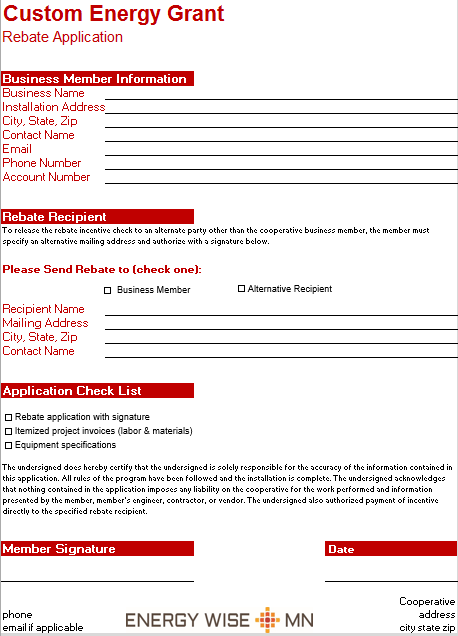 Custom Energy Grant
Rebate Application
Business Member Information
Business Name
Installation Address
City, State, Zip
Contact Name
Email
Phone Number
Account Number
Rebate Recipient
To release the rebate incentive check to an alternate party other than the cooperative business member, the member must
specify an alternative mailing address and authorize with a signature below.
Please Send Rebate to (check one):
Business Member
Alternative Recipient
Recipient Name
Mailing Address
City, State, Zip
Contact Name
Application Check List
Rebate application with signature
Itemized project invoices (labor & materials)
Equipment specifications
The undersigned does hereby certify that the undersigned is solely responsible for the accuracy of the information contained in
this application. All rules of the program have been followed and the installation is complete. The undersigned acknowledges
that nothing contained in the application imposes any liability on the cooperative for the work performed and information
presented by the member, member's engineer, contractor, or vendor. The undersigned also authorized payment of incentive
directly to the specified rebate recipient.
Member Signature
Date
phone
email if applicable
ENERGY WISE MN
Cooperative
address
city state zip